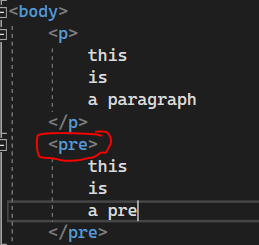 <body>
<p>
this
is
a paragraph
</p>
<pre>
this
is
a pre
</pre>